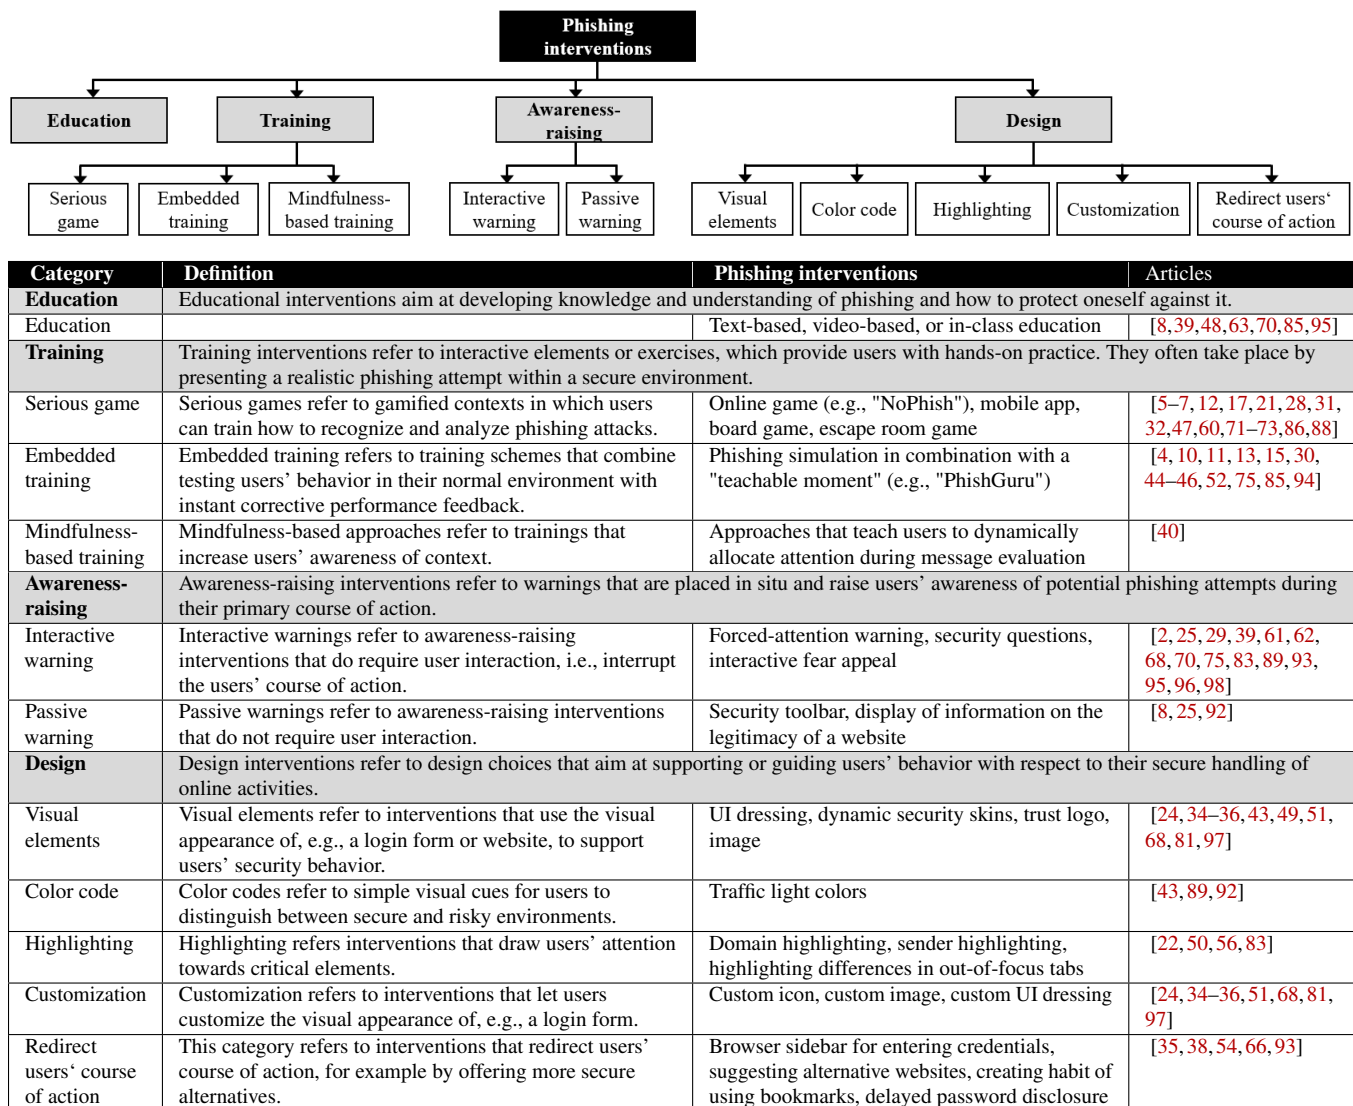 Phishing
interventions
Education
Training
Awareness-
raising
Design
Serious
game
Embedded
training
Mindfulness-
based training
Interactive
warning
Passive
warning
Visual
elements
Color code
Highlighting
Customization
Redirect users‘
course of action
Category Definition Phishing interventions Articles
Education Educational interventions aim at developing knowledge and understanding of phishing and how to protect oneself against it.
Education Text-based, video-based, or in-class education [8,39,48,63,70,85,95]
Training Training interventions refer to interactive elements or exercises, which provide users with hands-on practice. They often take place by
presenting a realistic phishing attempt within a secure environment.
Serious game Serious games refer to gamified contexts in which users Online game (e.g., "NoPhish"), mobile app, [5–7, 12, 17, 21, 28, 31,
can train how to recognize and analyze phishing attacks. board game, escape room game 32,47,60,71–73,86,88]
Embedded Embedded training refers to training schemes that combine Phishing simulation in combination with a [4, 10, 11, 13, 15, 30,
training testing users’ behavior in their normal environment with "teachable moment" (e.g., "PhishGuru") 44–46, 52, 75, 85, 94]
instant corrective performance feedback.
Mindfulness- Mindfulness-based approaches refer to trainings that Approaches that teach users to dynamically [40]
based training increase users’ awareness of context. allocate attention during message evaluation
Awareness- Awareness-raising interventions refer to warnings that are placed in situ and raise users’ awareness of potential phishing attempts during
raising their primary course of action.
Interactive Interactive warnings refer to awareness-raising Forced-attention warning, security questions, [2, 25, 29, 39, 61, 62,
warning interventions that do require user interaction, i.e., interrupt interactive fear appeal 68, 70, 75, 83, 89, 93,
the users’ course of action. 95, 96, 98]
Passive Passive warnings refer to awareness-raising interventions Security toolbar, display of information on the [8, 25, 92]
warning that do not require user interaction. legitimacy of a website
Design Design interventions refer to design choices that aim at supporting or guiding users’ behavior with respect to their secure handling of
online activities.
Visual Visual elements refer to interventions that use the visual UI dressing, dynamic security skins, trust logo, [24,34–36,43,49,51,
elements appearance of, e.g., a login form or website, to support image 68, 81, 97]
users’ security behavior.
Color code Color codes refer to simple visual cues for users to Traffic light colors [43, 89, 92]
distinguish between secure and risky environments.
Highlighting Highlighting refers interventions that draw users’ attention Domain highlighting, sender highlighting, [22, 50, 56, 83]
towards critical elements. highlighting differences in out-of-focus tabs
Customization Customization refers to interventions that let users Custom icon, custom image, custom UI dressing [24,34–36,51,68,81,
customize the visual appearance of, e.g., a login form. 97]
Redirect This category refers to interventions that redirect users’ Browser sidebar for entering credentials, [35, 38, 54, 66, 93]
users‘ course course of action, for example by offering more secure suggesting alternative websites, creating habit of
of action alternatives. using bookmarks, delayed password disclosure